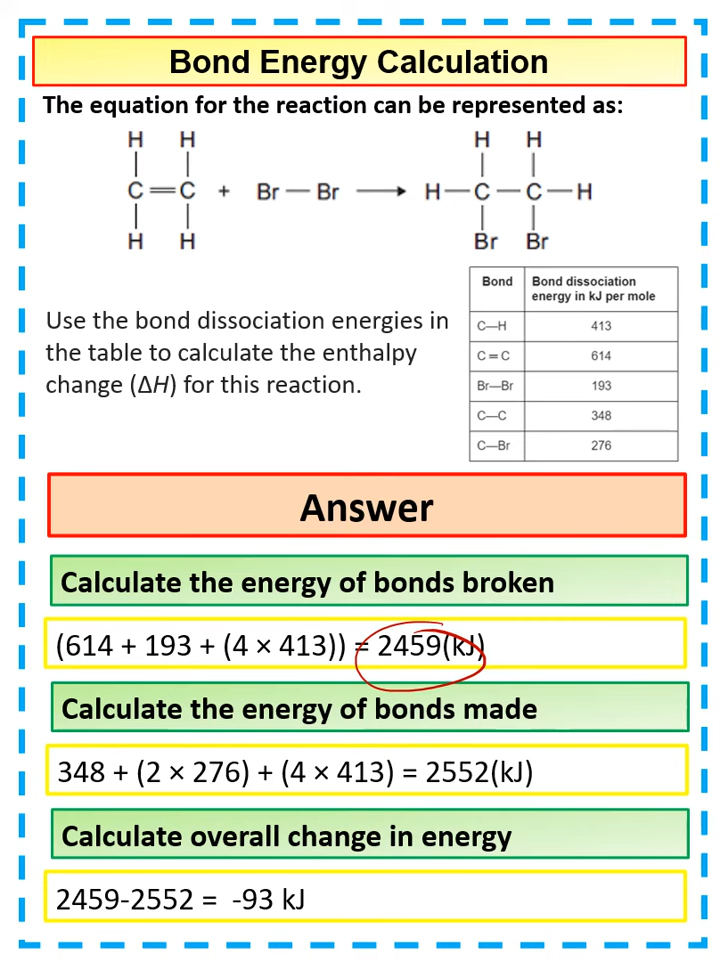 Bond Energy Calculation
The equation for the reaction can be represented as:
H H H H
C=C + Br—Br ⟶ H—C—C—H
H H Br Br
Use the bond dissociation energies in
the table to calculate the enthalpy
change (ΔH) for this reaction.
Bond Bond dissociation
energy in kJ per mole
C—H 413
C=C 614
Br—Br 193
C—C 348
C—Br 276
Answer
Calculate the energy of bonds broken
(614 + 193 + (4 × 413)) = 2459(kJ)
Calculate the energy of bonds made
348 + (2 × 276) + (4 × 413) = 2552(kJ)
Calculate overall change in energy
2459-2552 = -93 kJ